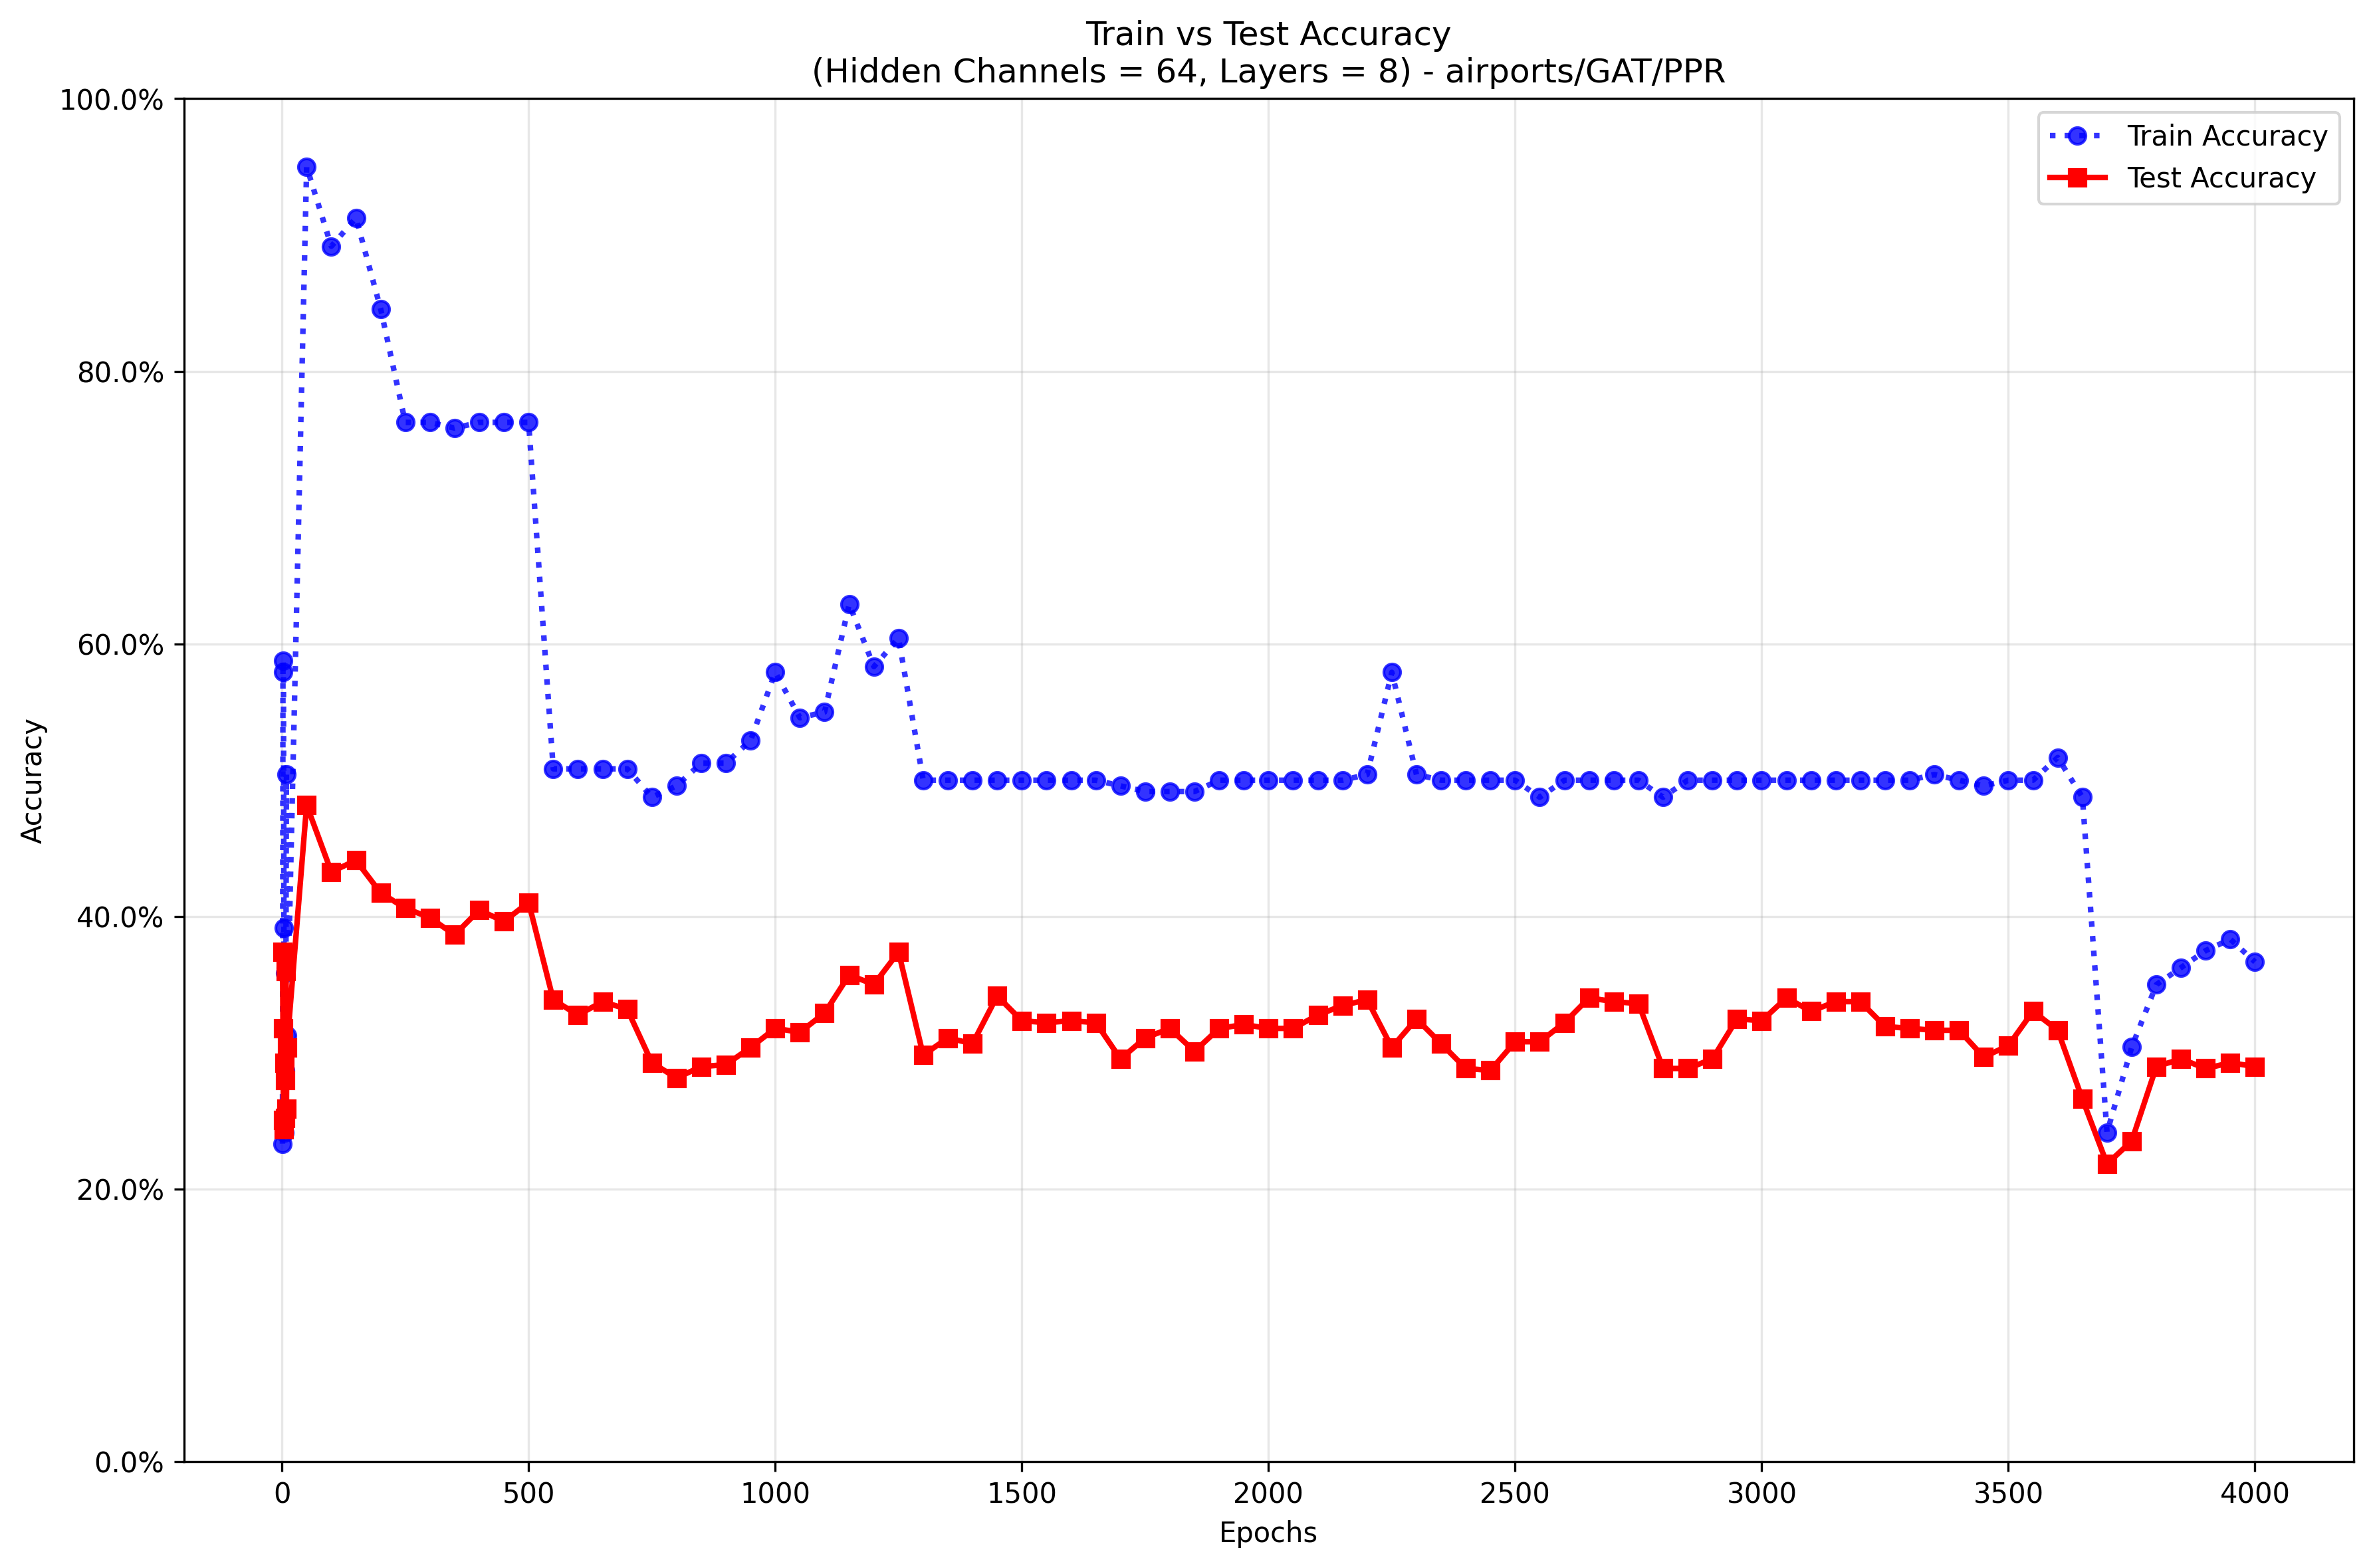 Train vs Test Accuracy
(Hidden Channels = 64, Layers = 8) - airports/GAT/PPR
100.0%
80.0%
60.0%
40.0%
20.0%
0.0%
Accuracy
Train Accuracy
Test Accuracy
0
500
1000
1500
2000
2500
3000
3500
4000
Epochs